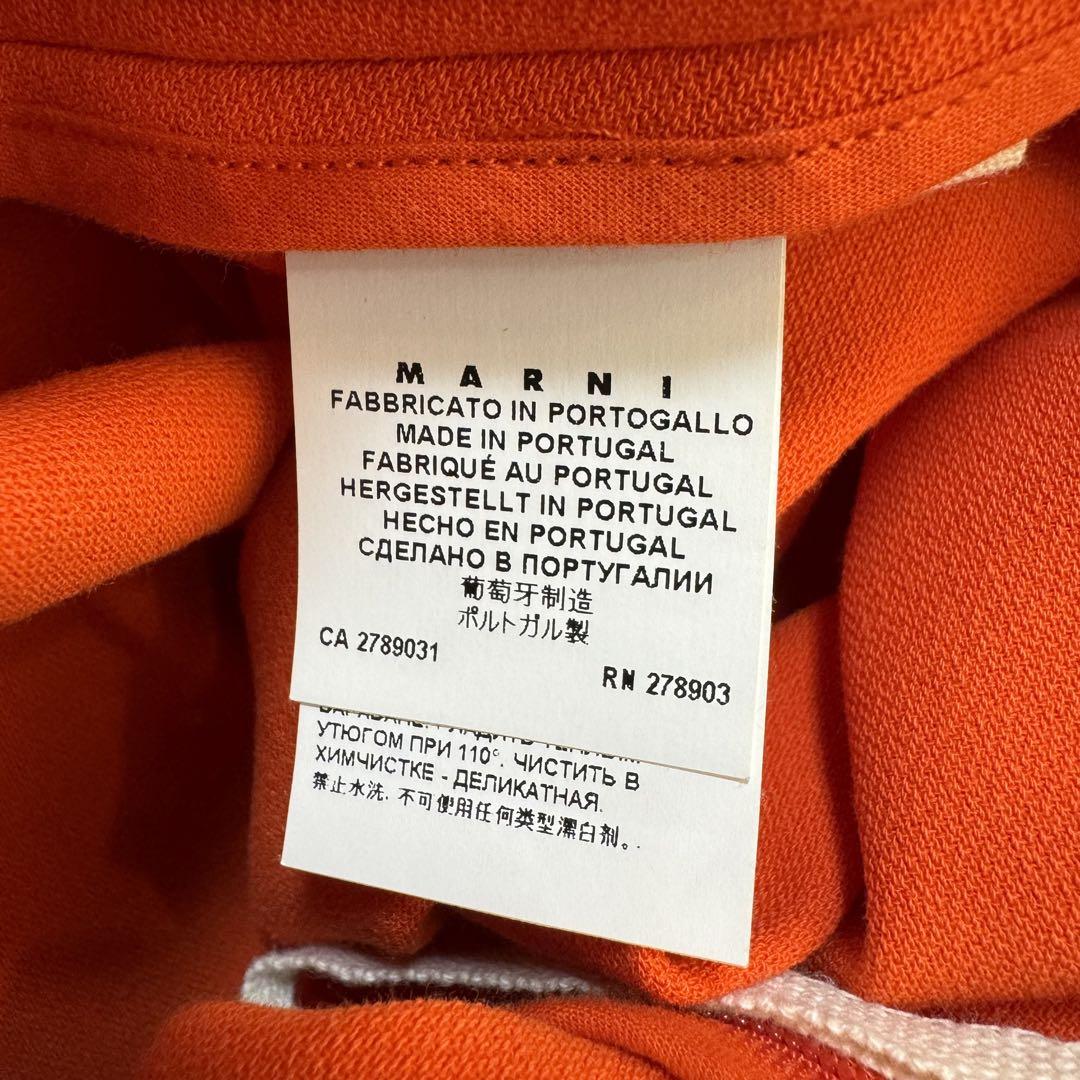 MARNI
FABBRICATO IN PORTOGALLO
MADE IN PORTUGAL
FABRIQUÉ AU PORTUGAL
HERGESTELLT IN PORTUGAL
HECHO EN PORTUGAL
СДЕЛАНО В ПОРТУГАЛИИ
葡萄牙制造
ポルトガル製
CA 2789031
RN 278903
УТЮГОМ ПРИ 110°. ЧИСТИТЬ В
ХИМЧИСТКЕ - ДЕЛИКАТНАЯ.
禁止水洗. 不可使用任何类型漂白剂。